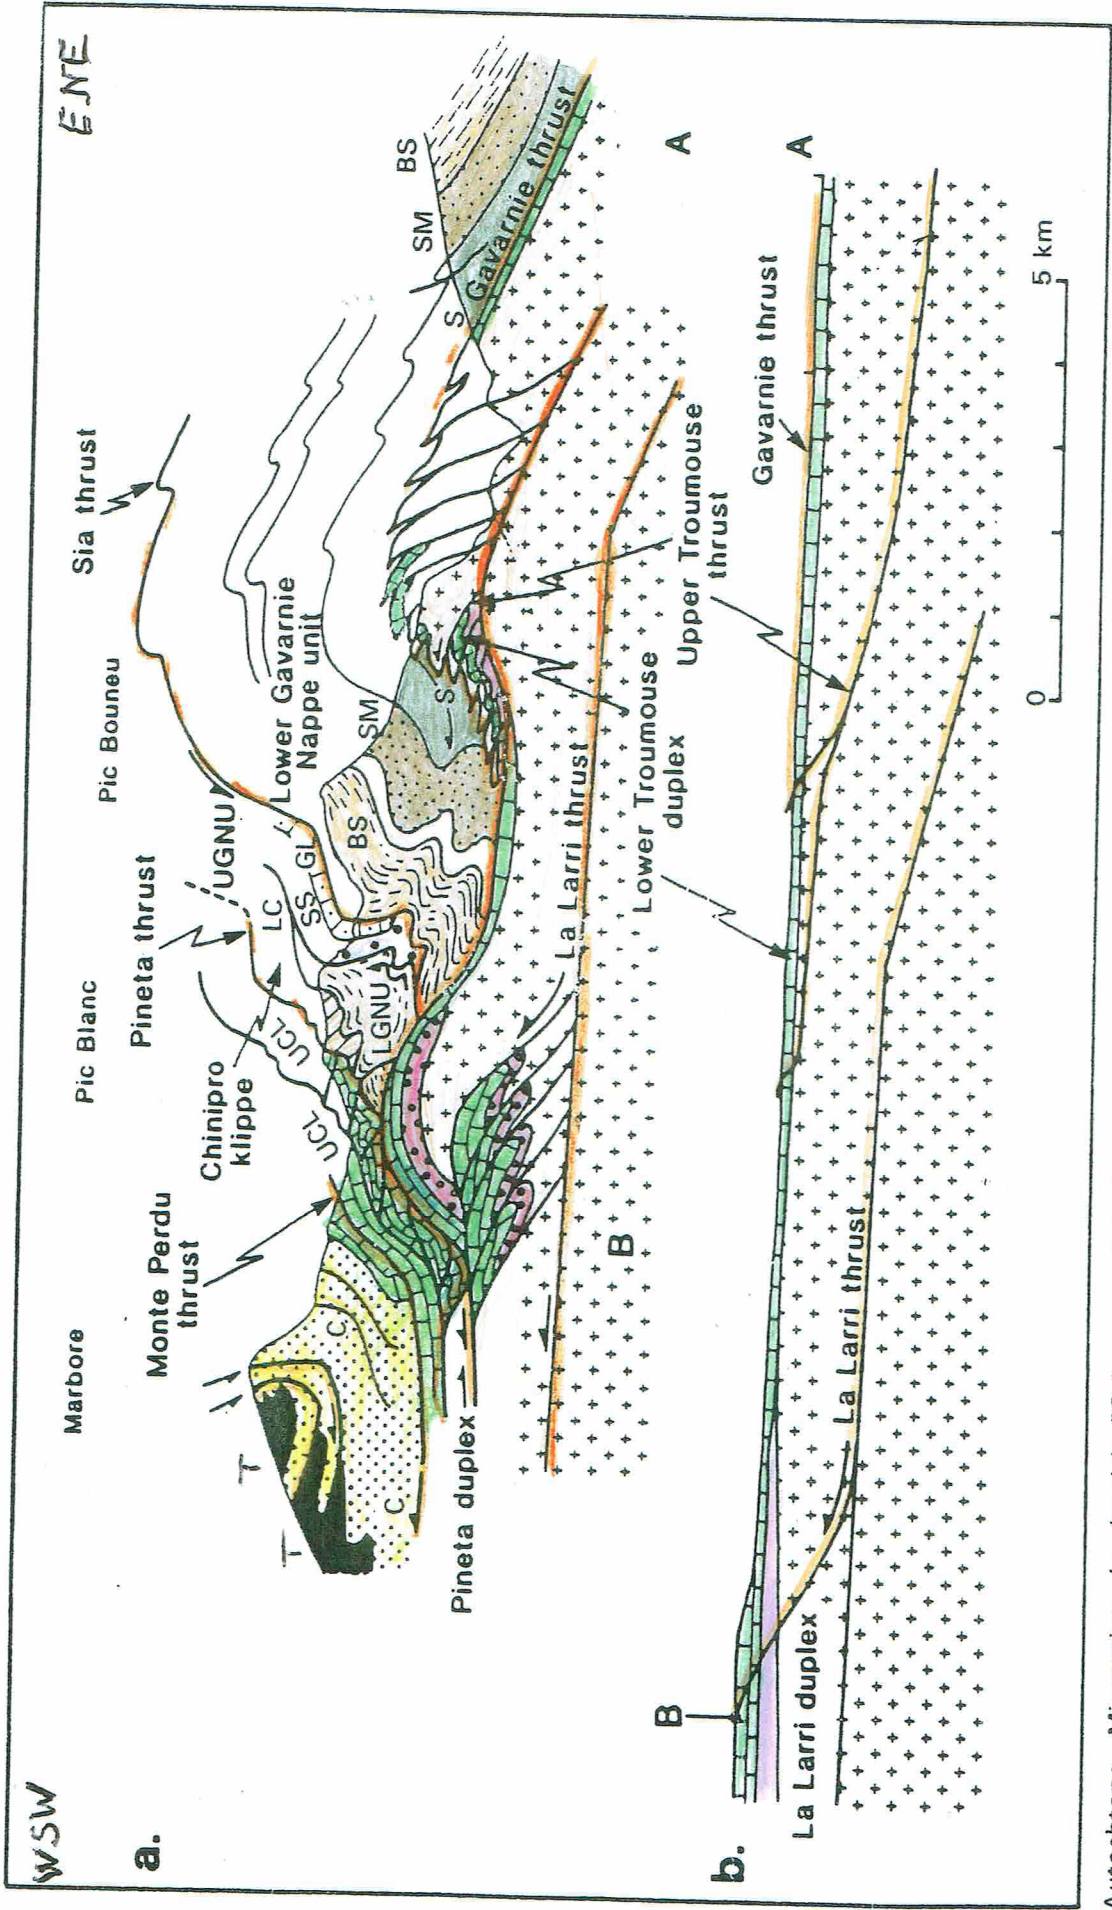 WSW
ENE
a.
Marbore
Pic Blanc
Pic Bouneu
Sia thrust
Monte Perdu
thrust
Chinipro
klippe
Pineta thrust
UGNU
Lower Gavarnie
Nappe unit
UCL
UCL
LC
SS
GL
L
BS
SM
S
LGNU
T
T
C
C
S
SM
BS
Gavarnie thrust
Pineta duplex
La Larri thrust
Lower Troumouse
duplex
Upper Troumouse
thrust
B
A
b.
B
A
La Larri duplex
La Larri thrust
Gavarnie thrust
0
5 km